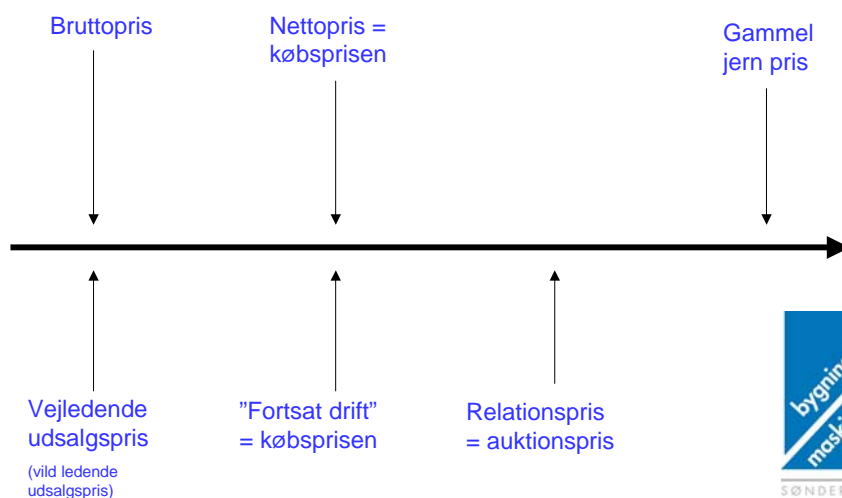 Bruttopris
Nettopris =
købsprisen
Gammel
jern pris
Vejledende
udsalgspris
(vild ledende
udsalgspris)
”Fortsat drift”
= købsprisen
Relationspris
= auktionspris